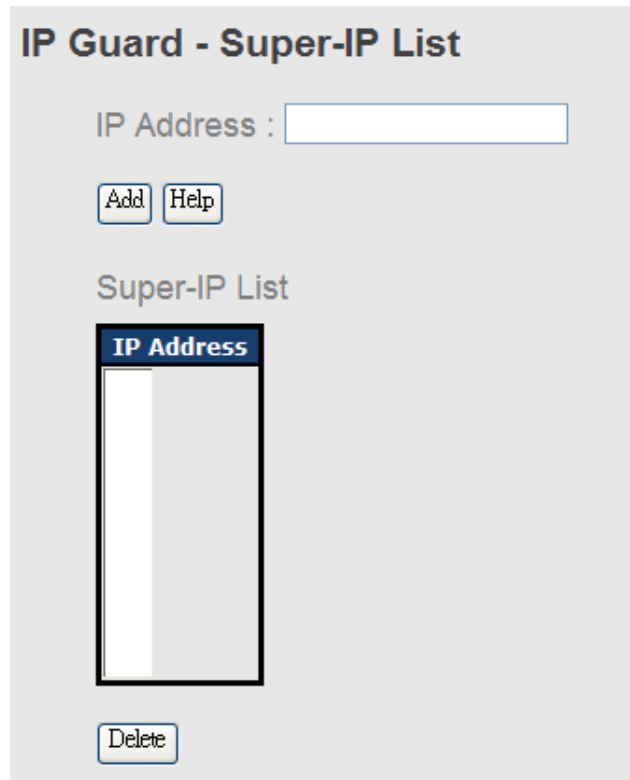 IP Guard - Super-IP List
IP Address :
Add Help
Super-IP List
IP Address
Delete